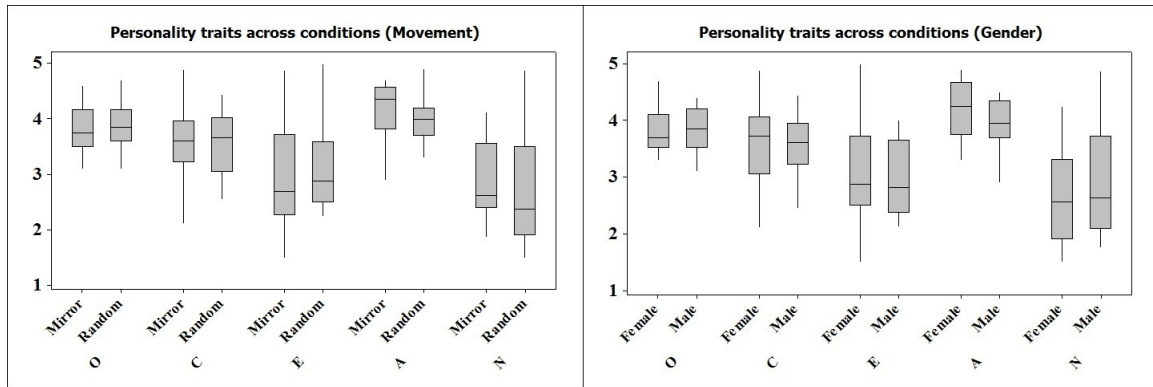 Personality traits across conditions (Movement)
5
4
3
2
1
Mirror
Random
Mirror
Random
Mirror
Random
Mirror
Random
Mirror
Random
O
C
E
A
N
Personality traits across conditions (Gender)
5
4
3
2
1
Female
Male
Female
Male
Female
Male
Female
Male
Female
Male
O
C
E
A
N